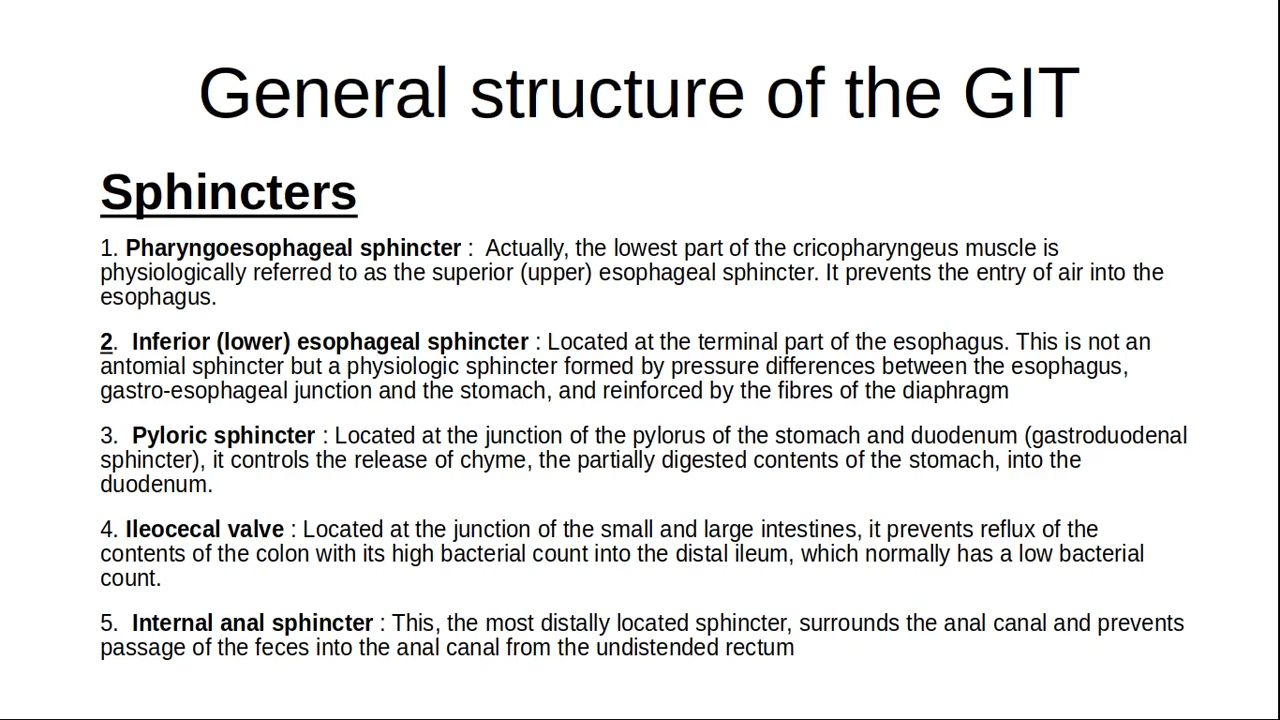 General structure of the GIT
Sphincters
1. Pharyngoesophageal sphincter :  Actually, the lowest part of the cricopharyngeus muscle is
physiologically referred to as the superior (upper) esophageal sphincter. It prevents the entry of air into the
esophagus.
2.  Inferior (lower) esophageal sphincter : Located at the terminal part of the esophagus. This is not an
antomial sphincter but a physiologic sphincter formed by pressure differences between the esophagus,
gastro-esophageal junction and the stomach, and reinforced by the fibres of the diaphragm
3.  Pyloric sphincter : Located at the junction of the pylorus of the stomach and duodenum (gastroduodenal
sphincter), it controls the release of chyme, the partially digested contents of the stomach, into the
duodenum.
4. Ileocecal valve : Located at the junction of the small and large intestines, it prevents reflux of the
contents of the colon with its high bacterial count into the distal ileum, which normally has a low bacterial
count.
5.  Internal anal sphincter : This, the most distally located sphincter, surrounds the anal canal and prevents
passage of the feces into the anal canal from the undistended rectum